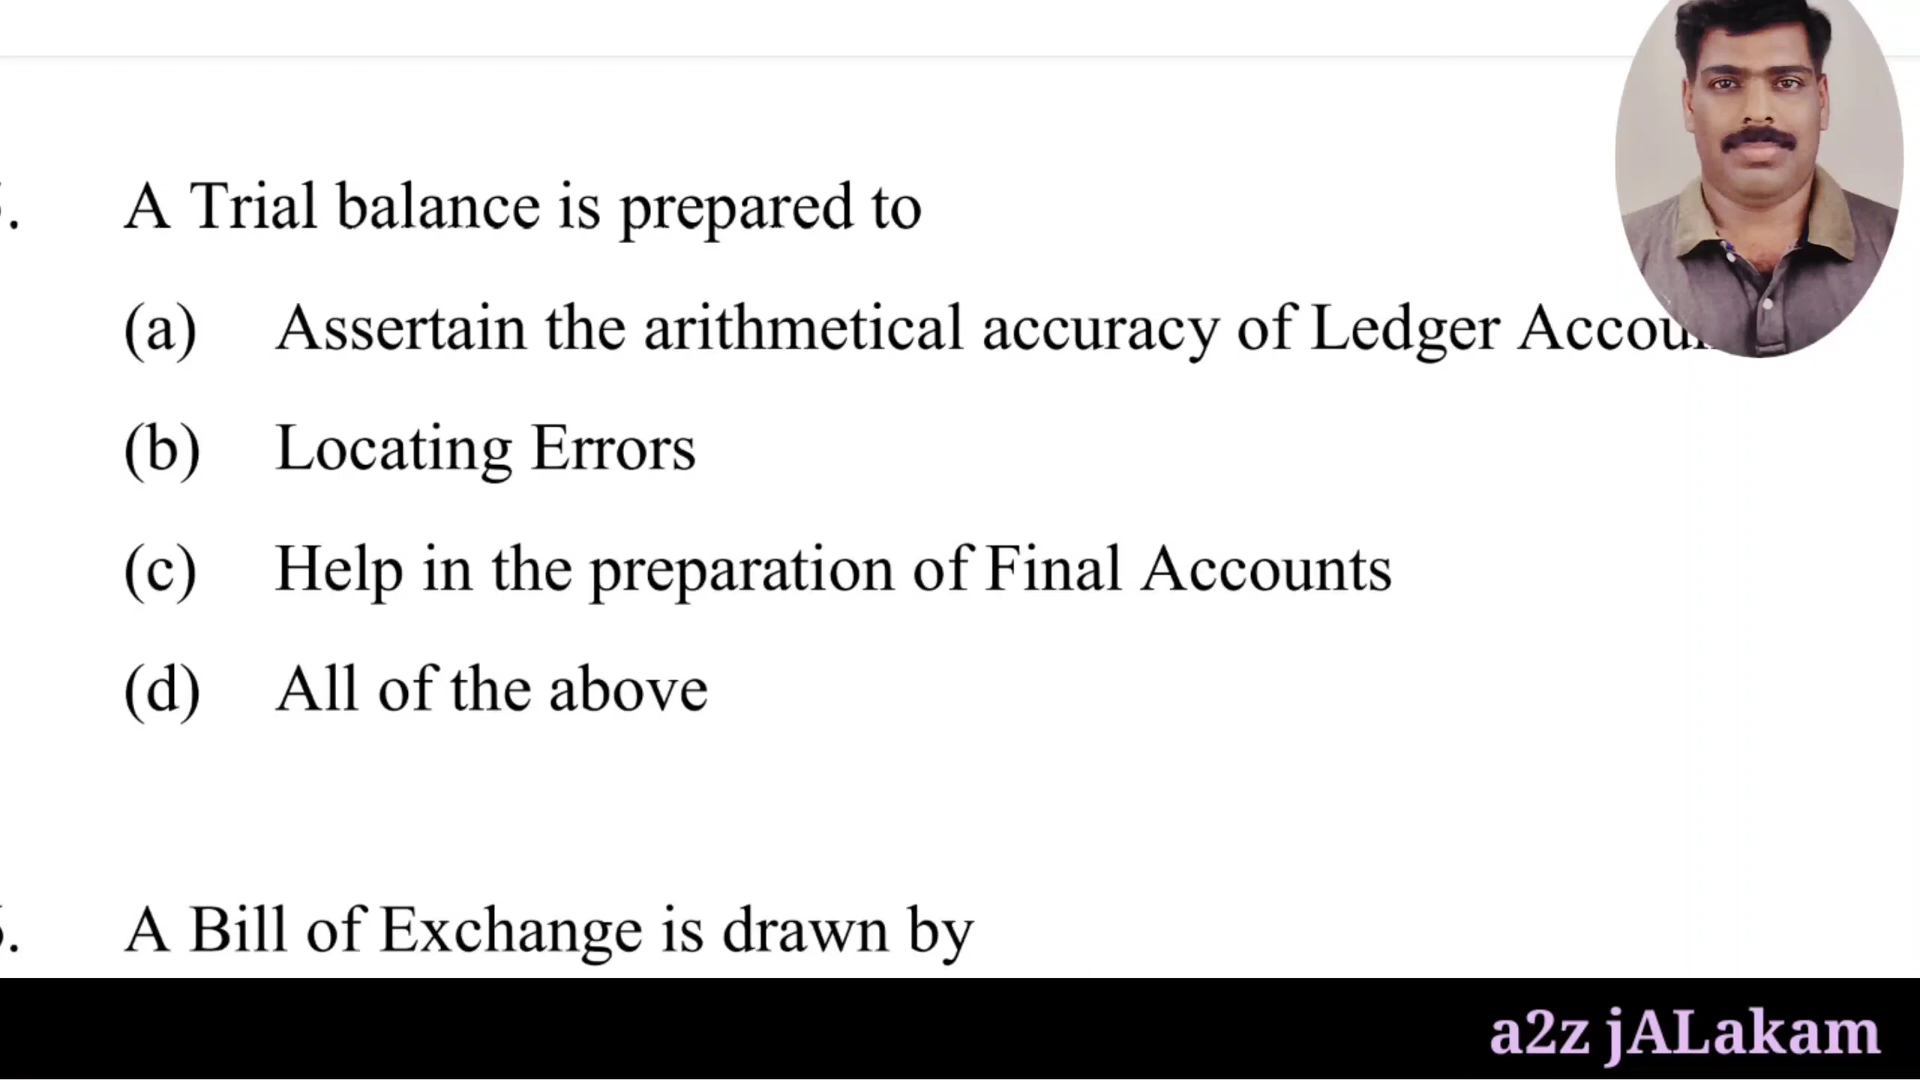 . A Trial balance is prepared to
(a) Assertain the arithmetical accuracy of Ledger
(b) Locating Errors
(c) Help in the preparation of Final Accounts
(d) All of the above
. A Bill of Exchange is drawn by
a2z jALakam